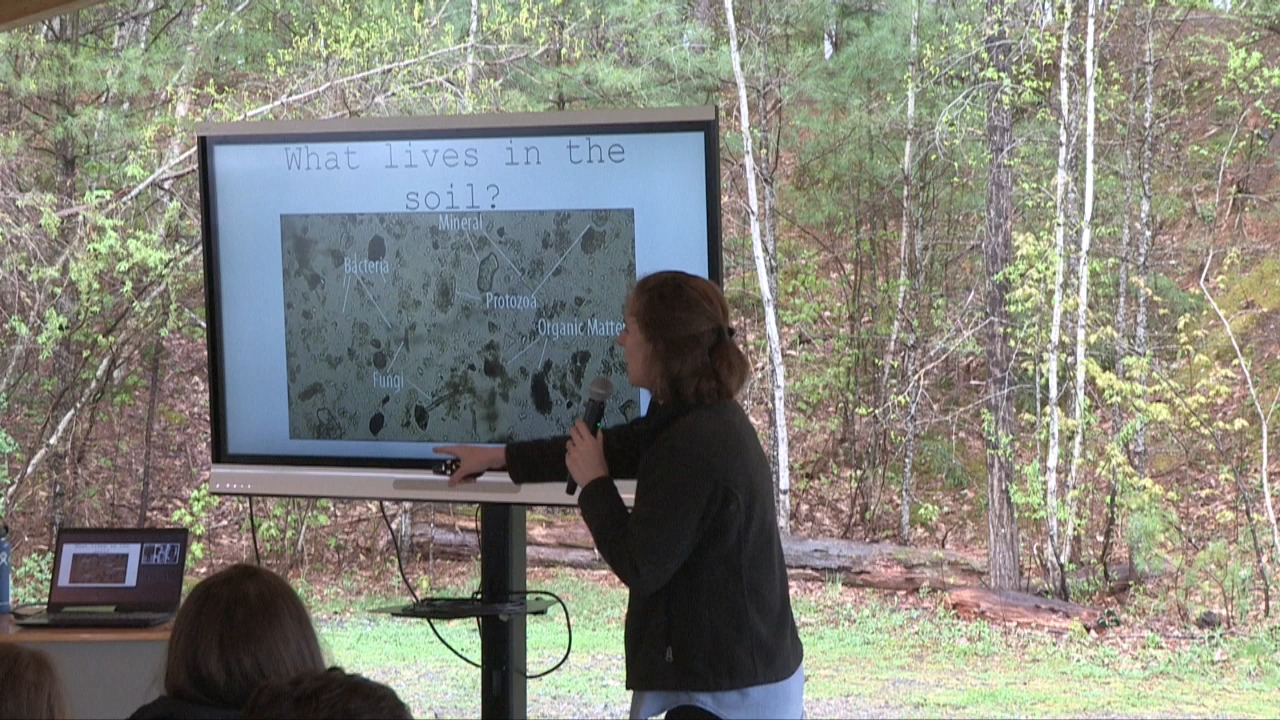 What lives in the
soil?
Mineral
Bacteria
Protozoa
Organic Matter
Fungi